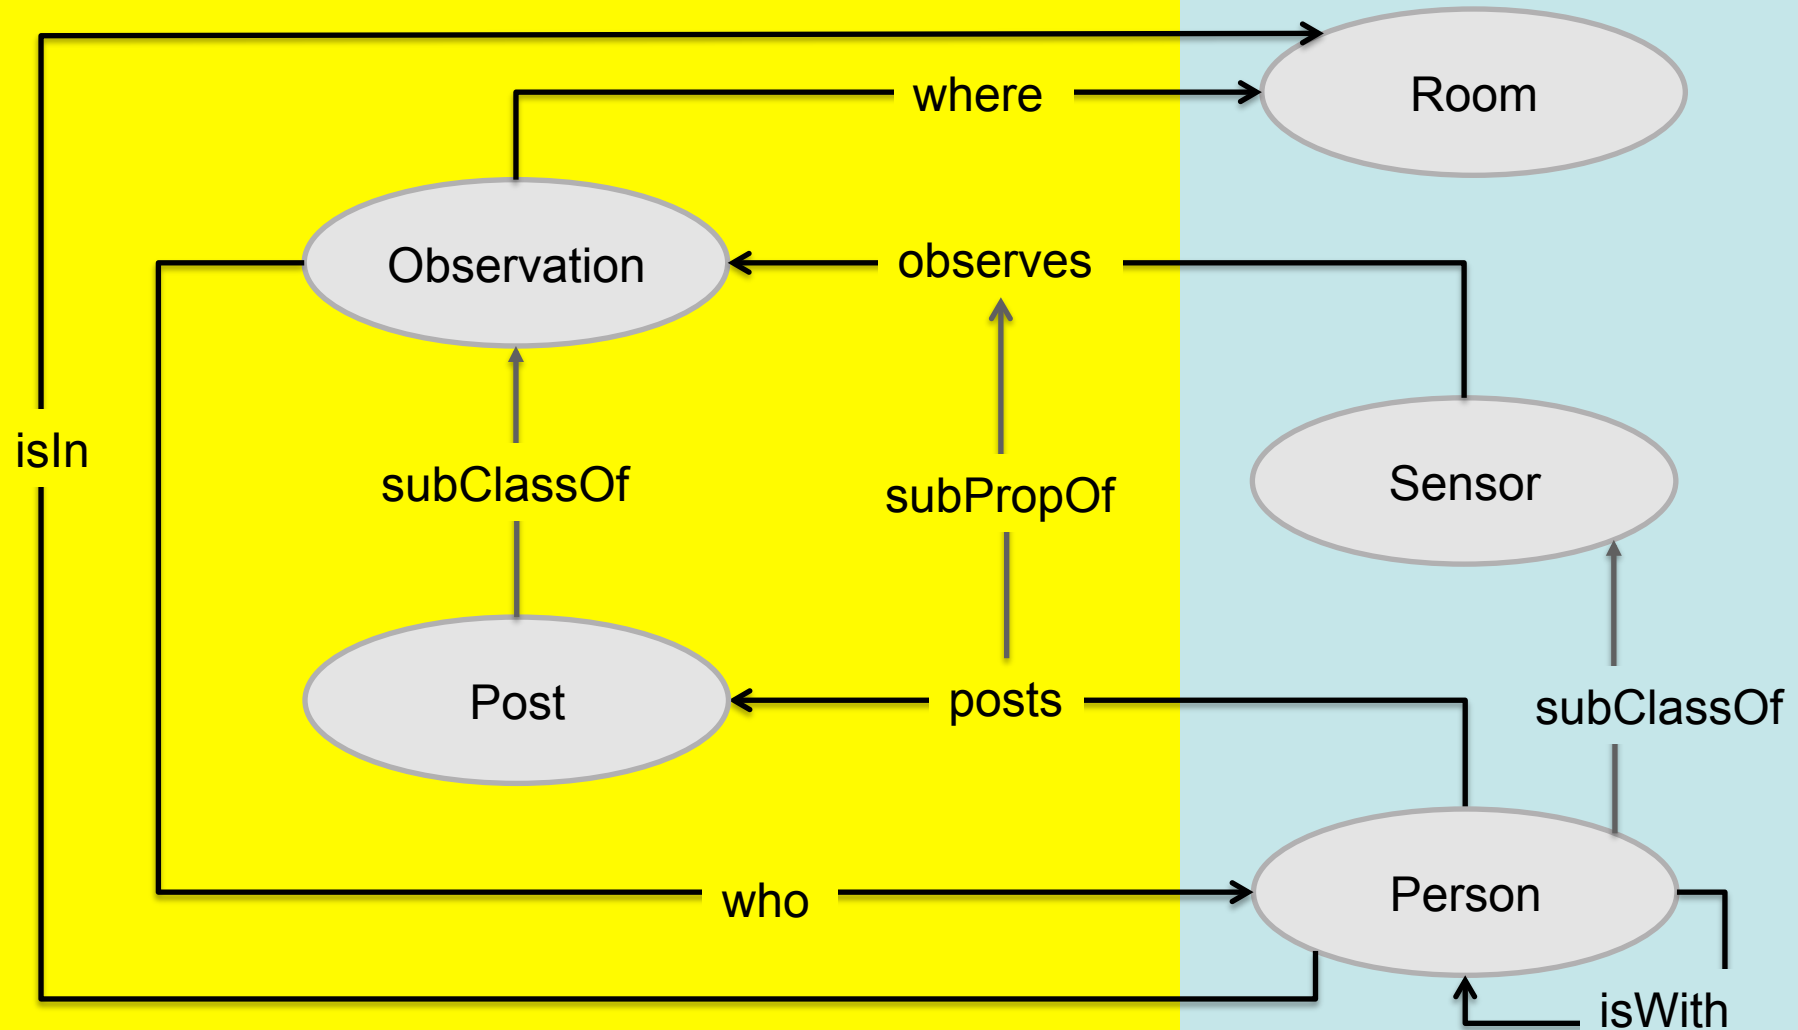 where
Room
Observation
observes
isIn
subClassOf
subPropOf
Sensor
Post
posts
subClassOf
who
Person
isWith